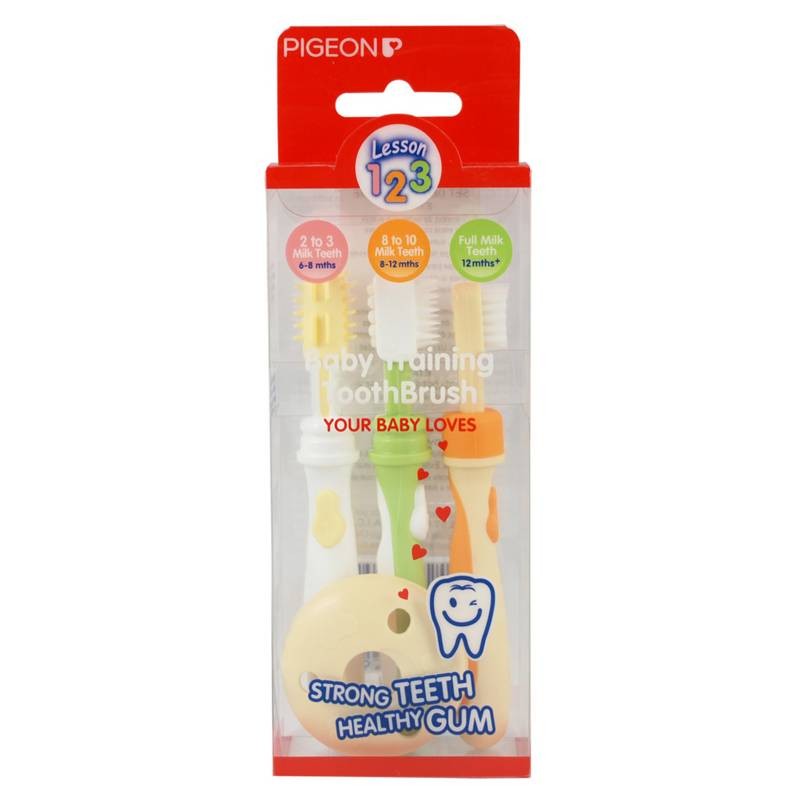 PIGEON
Lesson
123
2 to 3
Milk Teeth
6-8 mths
8 to 10
Milk Teeth
8-12 mths
Full Milk
Teeth
12mths+
Baby Training
ToothBrush
YOUR BABY LOVES
STRONG TEETH
HEALTHY GUM